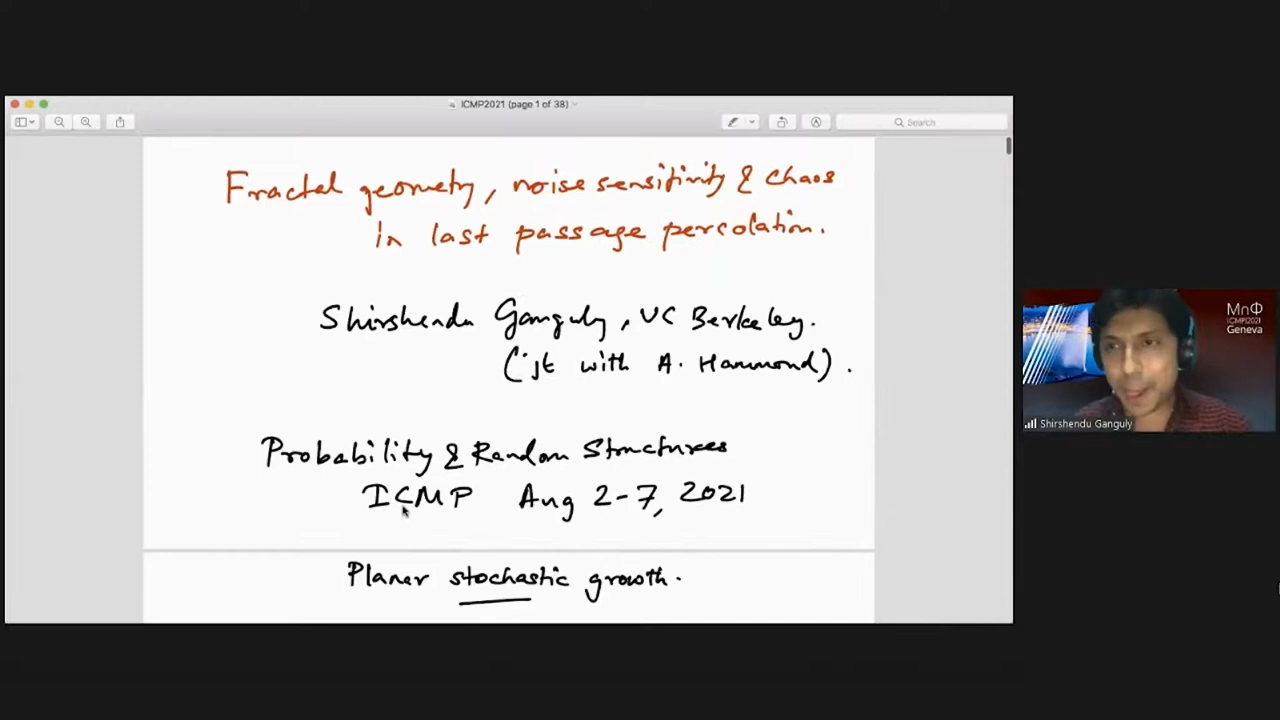 ICMP2021 (page 1 of 38)
Search
Fractal geometry, noise sensitivity & chaos
in last passage percolation.
Shirshendu Ganguly, UC Berkeley.
(jt with A. Hammond).
Probability & Random Structures
ICMP Aug 2-7, 2021
Planar stochastic growth.
MnΦ
ICMP2021
Geneva
Shirshendu Ganguly